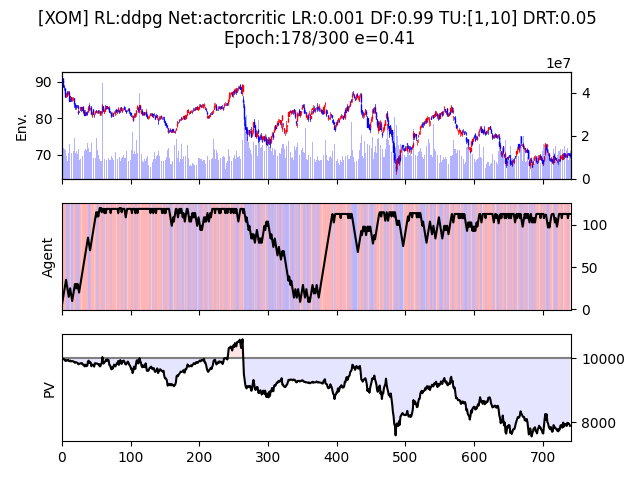 [XOM] RL:ddpg Net:actorcritic LR:0.001 DF:0.99 TU:[1,10] DRT:0.05
Epoch:178/300 e=0.41
1e7
90
80
70
Env.
4
2
0
Agent
100
50
0
PV
10000
8000
0 100 200 300 400 500 600 700